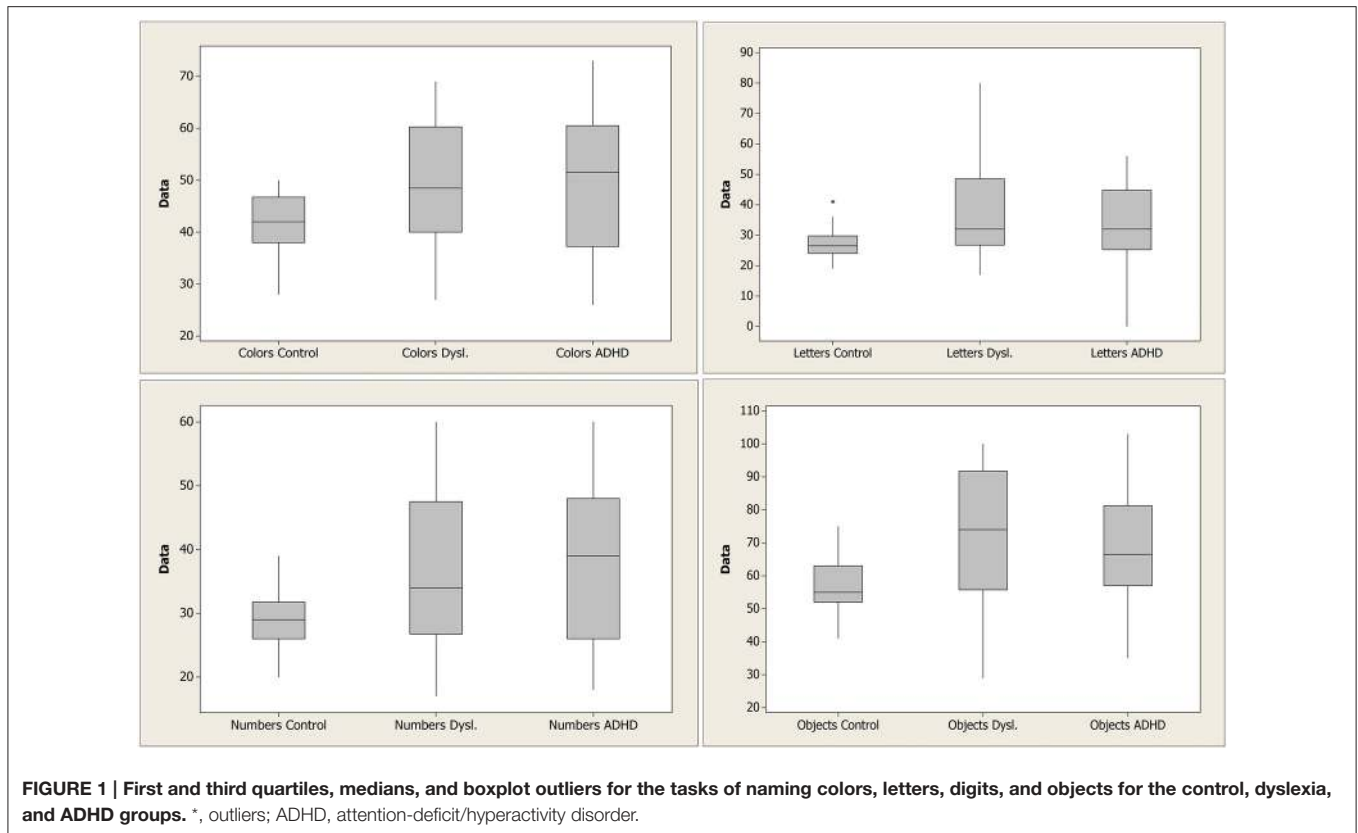 70
60
50
40
30
20
Data
Colors Control
Colors Dysl.
Colors ADHD
90
80
70
60
50
40
30
20
10
0
Data
Letters Control
Letters Dysl.
Letters ADHD
60
50
40
30
20
Data
Numbers Control
Numbers Dysl.
Numbers ADHD
110
100
90
80
70
60
50
40
30
20
Data
Objects Control
Objects Dysl.
Objects ADHD
FIGURE 1 | First and third quartiles, medians, and boxplot outliers for the tasks of naming colors, letters, digits, and objects for the control, dyslexia,
and ADHD groups. *, outliers; ADHD, attention-deficit/hyperactivity disorder.